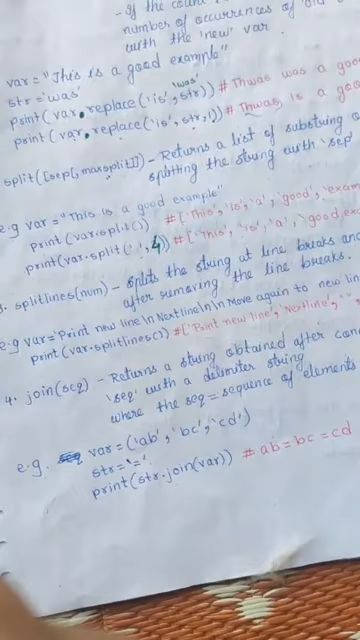 - If the count
number of occurrences of 'old'
with the 'new' var.
var = "This is a good example"
str = 'was'
print(var.replace('is', str)) # Thwas was a good
'was'
print(var.replace('is', str, 1)) # Thwas is a good
split([sep[, maxsplit]]) - Returns a list of substring
splitting the string with 'sep
e.g var = "This is a good example"
print(var.split()) # ['This', 'is', 'a', 'good', 'exam
print(var.split(' ', 4)) # ['This', 'is', 'a', 'good, exa
3. splitlines(num) - splits the string at line breaks and
after removing the line breaks.
e.g var='Print new line\n Nextline\n\n Move again to new line
print(var.splitlines()) # ['Print new line', 'Nextline', '
4. join(seq) - Returns a string obtained after con
'seq' with a delimiter string
where the seq = sequence of elements
e.g. var = ('ab', 'bc', 'cd')
str = '='
print(str.join(var)) # ab=bc=cd